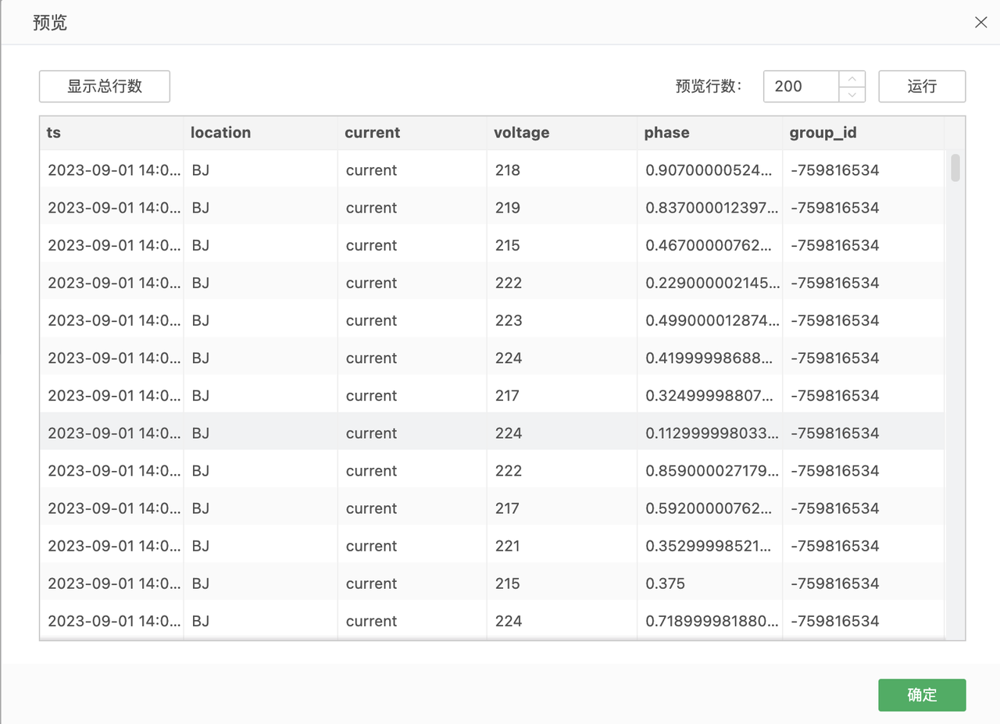 预览
显示总行数 预览行数： 200 运行
ts location current voltage phase group_id
2023-09-01 14:0... BJ current 218 0.90700000524... -759816534
2023-09-01 14:0... BJ current 219 0.837000012397... -759816534
2023-09-01 14:0... BJ current 215 0.46700000762... -759816534
2023-09-01 14:0... BJ current 222 0.229000002145... -759816534
2023-09-01 14:0... BJ current 223 0.499000012874... -759816534
2023-09-01 14:0... BJ current 224 0.41999998688... -759816534
2023-09-01 14:0... BJ current 217 0.32499998807... -759816534
2023-09-01 14:0... BJ current 224 0.112999998033... -759816534
2023-09-01 14:0... BJ current 222 0.859000027179... -759816534
2023-09-01 14:0... BJ current 217 0.59200000762... -759816534
2023-09-01 14:0... BJ current 221 0.35299998521... -759816534
2023-09-01 14:0... BJ current 215 0.375 -759816534
2023-09-01 14:0... BJ current 224 0.718999981880... -759816534
确定